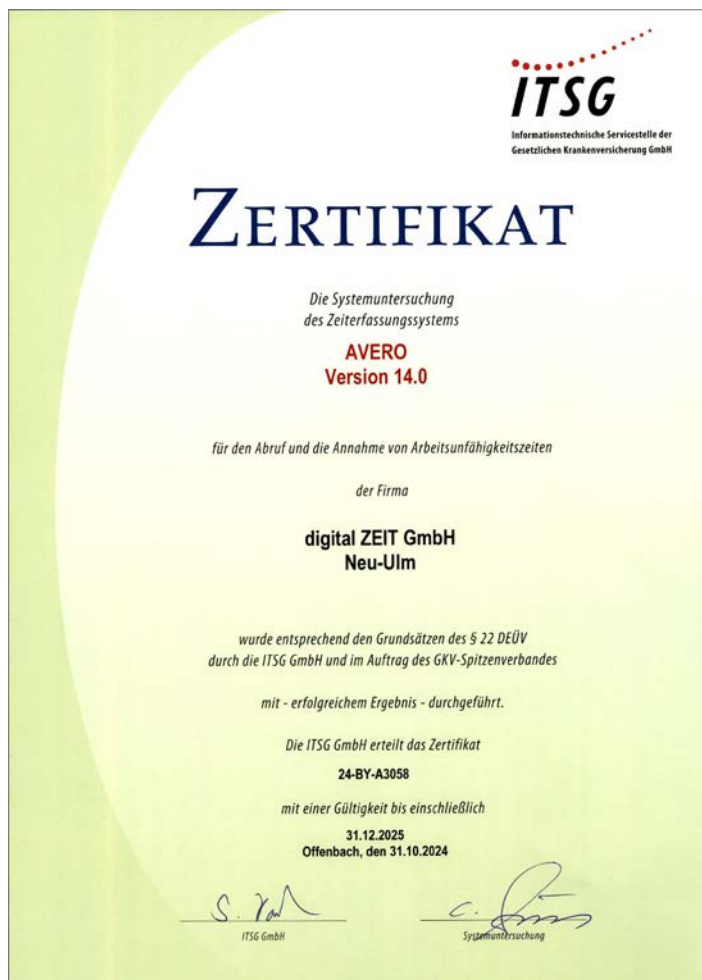 ITSG
Informationstechnische Servicestelle der
Gesetzlichen Krankenversicherung GmbH
ZERTIFIKAT
Die Systemuntersuchung
des Zeiterfassungssystems
AVERO
Version 14.0
für den Abruf und die Annahme von Arbeitsunfähigkeitszeiten
der Firma
digital ZEIT GmbH
Neu-Ulm
wurde entsprechend den Grundsätzen des § 22 DEÜV
durch die ITSG GmbH und im Auftrag des GKV-Spitzenverbandes
mit - erfolgreichem Ergebnis - durchgeführt.
Die ITSG GmbH erteilt das Zertifikat
24-BY-A3058
mit einer Gültigkeit bis einschließlich
31.12.2025
Offenbach, den 31.10.2024
ITSG GmbH
Systemuntersuchung